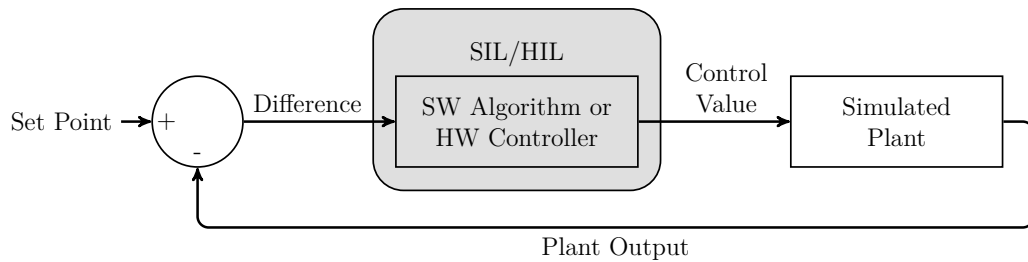 SIL/HIL
Set Point
+
-
Difference
SW Algorithm or
HW Controller
Control
Value
Simulated
Plant
Plant Output